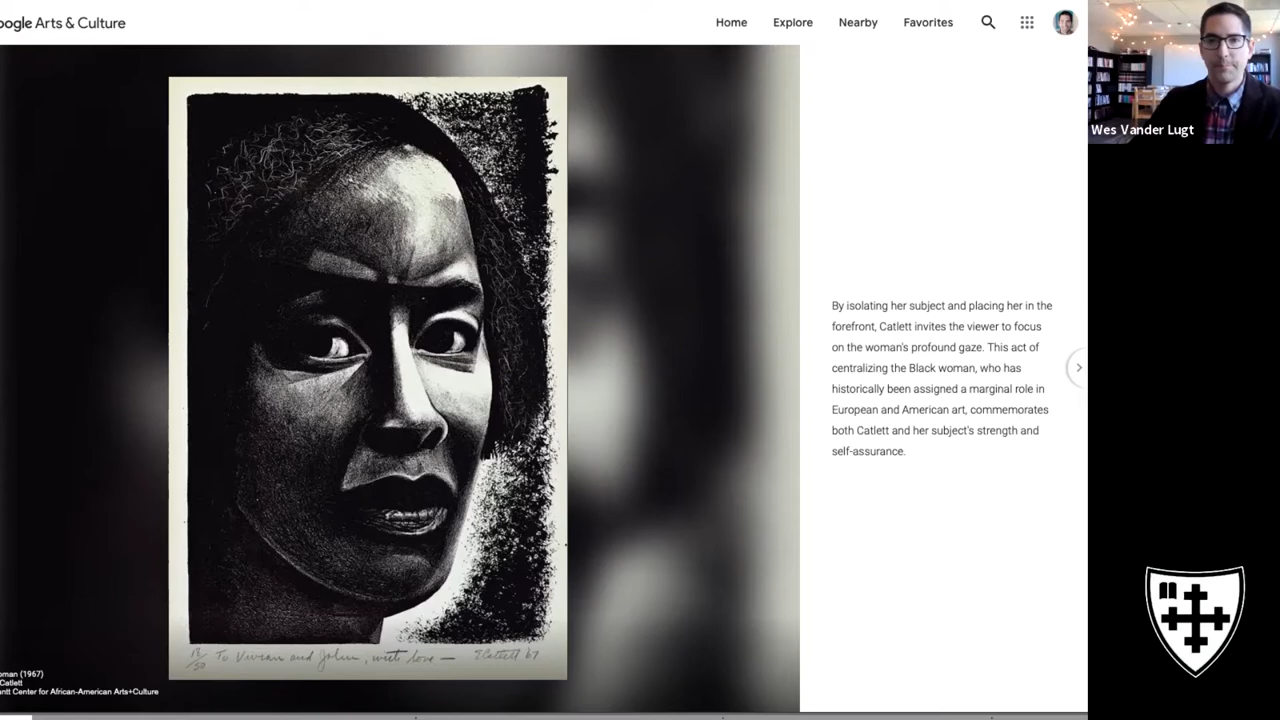 oogle Arts & Culture
Home Explore Nearby Favorites
Wes Vander Lugt
By isolating her subject and placing her in the
forefront, Catlett invites the viewer to focus
on the woman's profound gaze. This act of
centralizing the Black woman, who has
historically been assigned a marginal role in
European and American art, commemorates
both Catlett and her subject's strength and
self-assurance.
To Vivian and John, with love — ECatlett '67
oman (1967)
Catlett
antt Center for African-American Arts+Culture